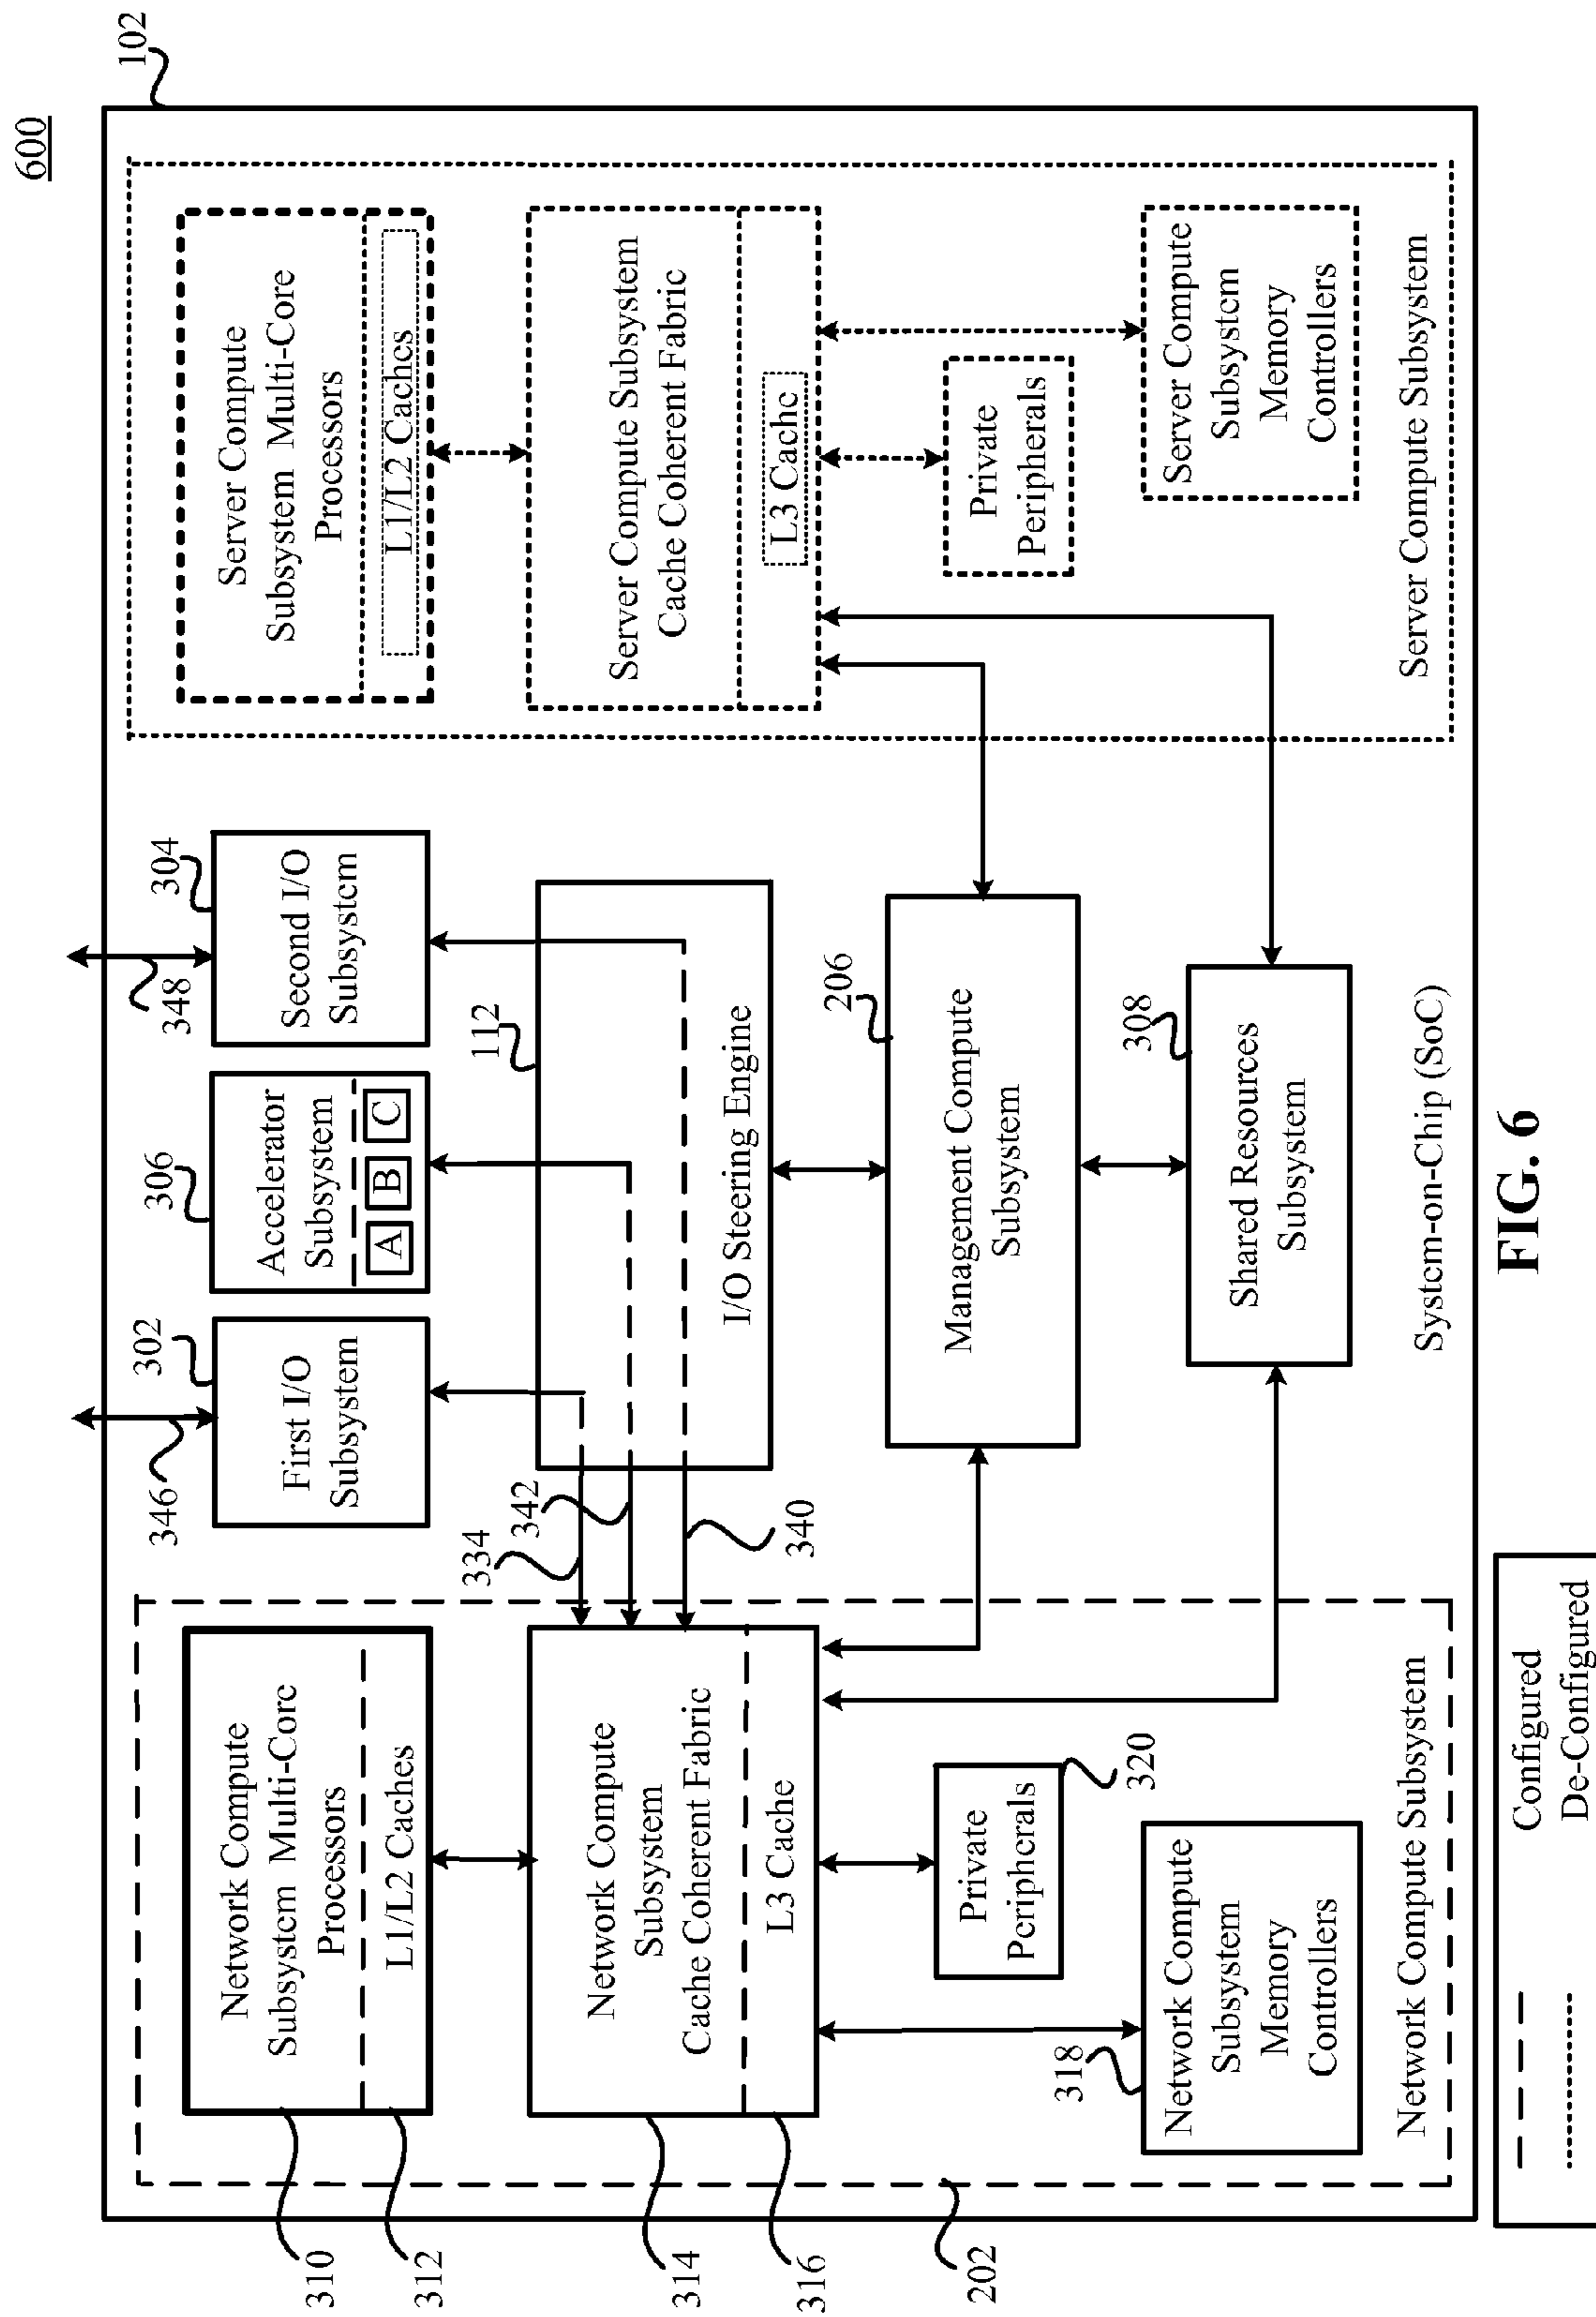 600
102
346
302
First I/O
Subsystem
306
Accelerator
Subsystem
A
B
C
348
304
Second I/O
Subsystem
334
342
340
112
I/O Steering Engine
206
Management Compute
Subsystem
308
Shared Resources
Subsystem
310
Network Compute
Subsystem Multi-Core
Processors
312
L1/L2 Caches
314
Network Compute
Subsystem
Cache Coherent Fabric
316
L3 Cache
320
Private
Peripherals
318
Network Compute
Subsystem
Memory
Controllers
202
Network Compute Subsystem
Server Compute
Subsystem Multi-Core
Processors
L1/L2 Caches
Server Compute Subsystem
Cache Coherent Fabric
L3 Cache
Private
Peripherals
Server Compute
Subsystem
Memory
Controllers
Server Compute Subsystem
System-on-Chip (SoC)
Configured
De-Configured
FIG. 6